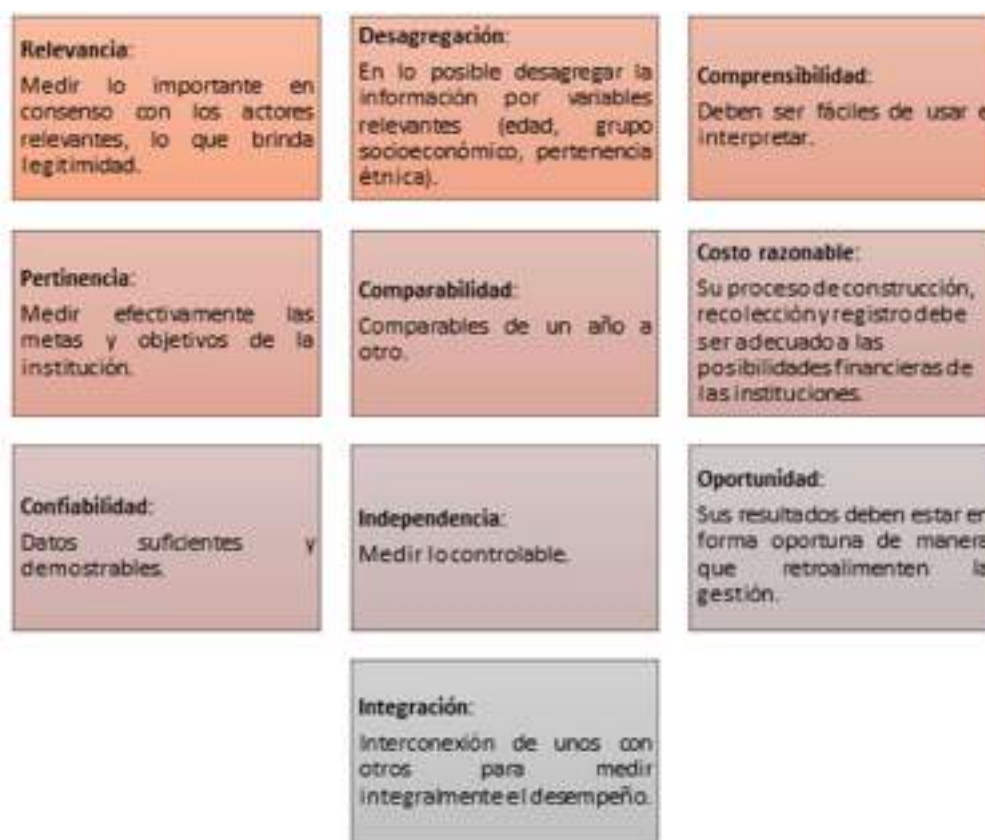 Relevancia:
Medir lo importante en
consenso con los actores
relevantes, lo que brinda
legitimidad.
Desagregación:
En lo posible desagregar la
información por variables
relevantes (edad, grupo
socioeconómico, pertenencia
étnica).
Comprensibilidad:
Deben ser fáciles de usar e
interpretar.
Pertinencia:
Medir efectivamente las
metas y objetivos de la
institución.
Comparabilidad:
Comparables de un año a
otro.
Costo razonable:
Su proceso de construcción,
recolección y registro debe
ser adecuado a las
posibilidades financieras de
las instituciones.
Confiabilidad:
Datos suficientes y
demostrables.
Independencia:
Medir lo controlable.
Oportunidad:
Sus resultados deben estar en
forma oportuna de manera
que retroalimenten la
gestión.
Integración:
Interconexión de unos con
otros para medir
integralmente el desempeño.